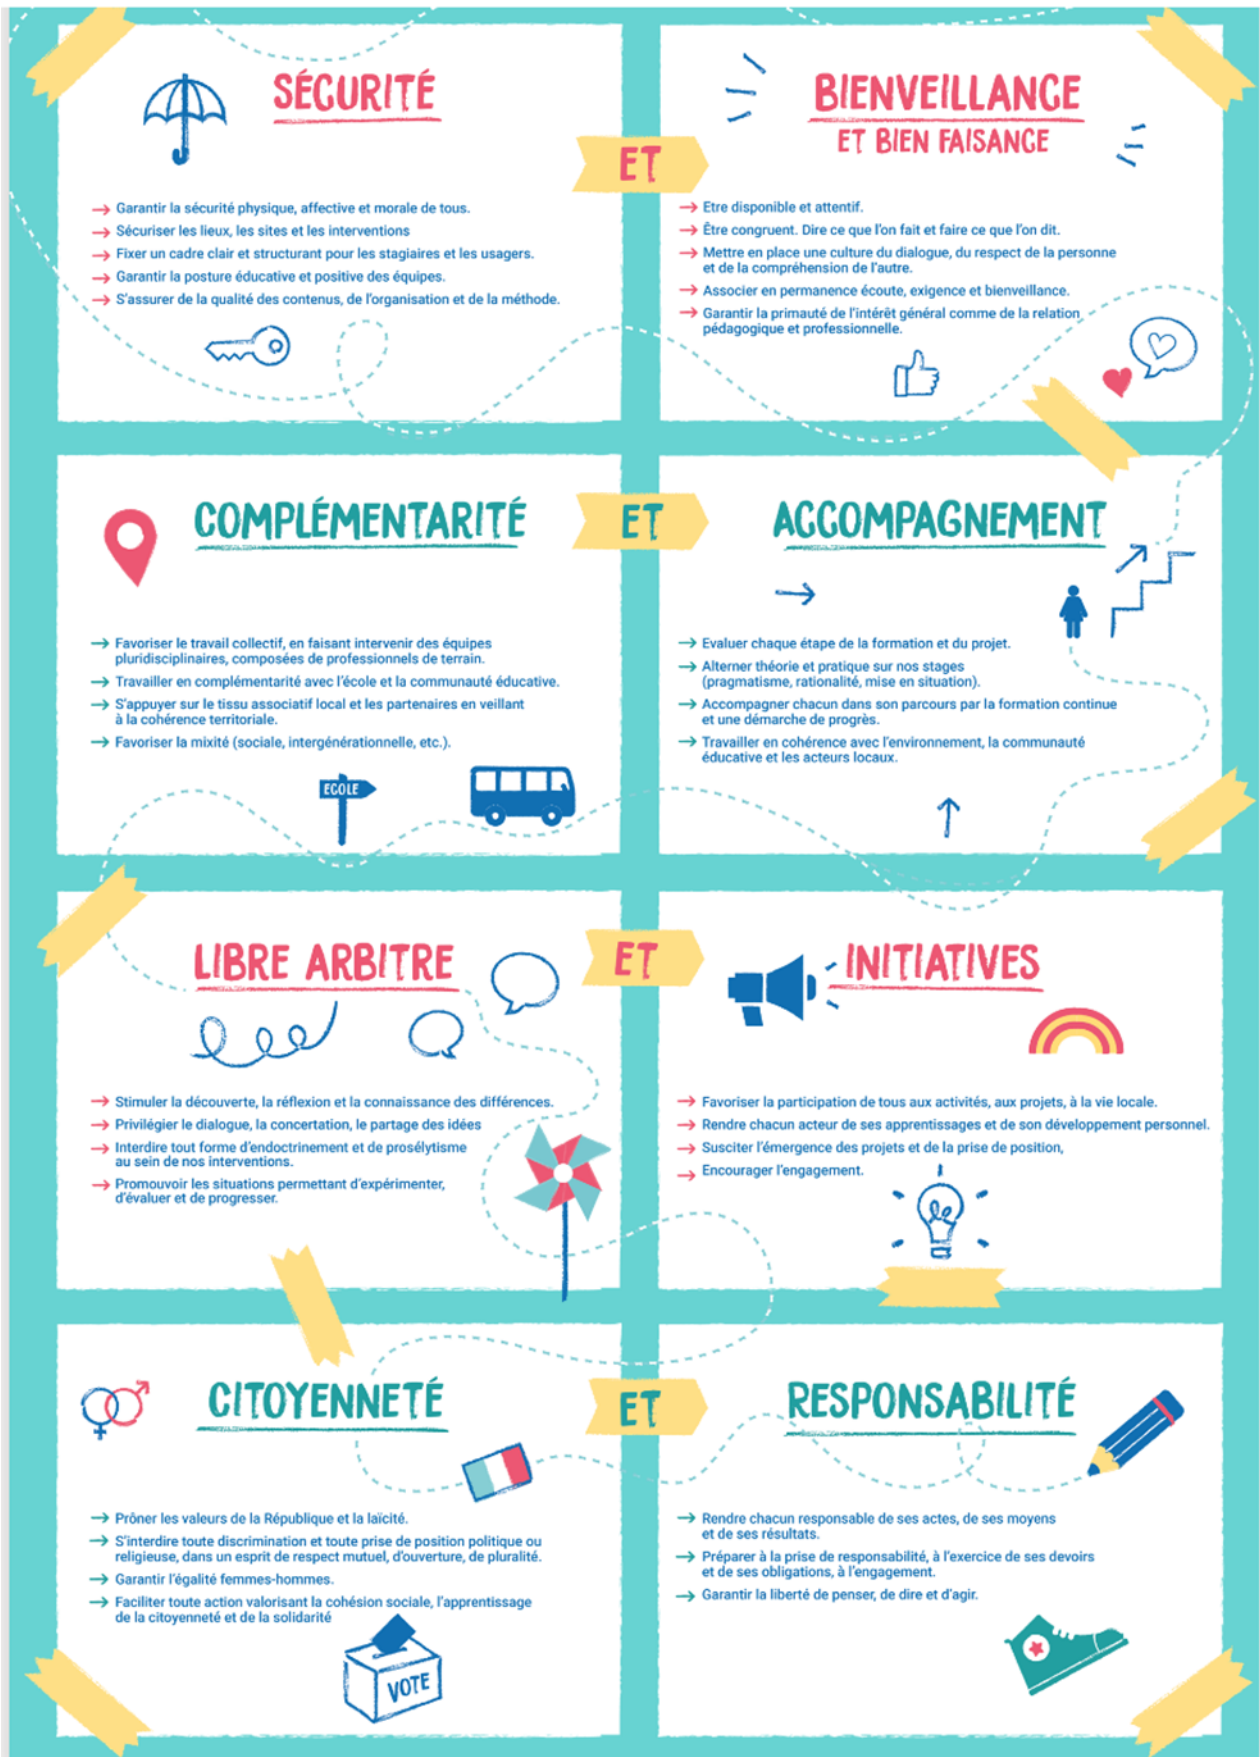 SÉCURITÉ
→ Garantir la sécurité physique, affective et morale de tous.
→ Sécuriser les lieux, les sites et les interventions
→ Fixer un cadre clair et structurant pour les stagiaires et les usagers.
→ Garantir la posture éducative et positive des équipes.
→ S'assurer de la qualité des contenus, de l'organisation et de la méthode.
ET
BIENVEILLANCE
ET BIEN FAISANCE
→ Etre disponible et attentif.
→ Être congruent. Dire ce que l'on fait et faire ce que l'on dit.
→ Mettre en place une culture du dialogue, du respect de la personne
et de la compréhension de l'autre.
→ Associer en permanence écoute, exigence et bienveillance.
→ Garantir la primauté de l'intérêt général comme de la relation
pédagogique et professionnelle.
COMPLÉMENTARITÉ
→ Favoriser le travail collectif, en faisant intervenir des équipes
pluridisciplinaires, composées de professionnels de terrain.
→ Travailler en complémentarité avec l'école et la communauté éducative.
→ S'appuyer sur le tissu associatif local et les partenaires en veillant
à la cohérence territoriale.
→ Favoriser la mixité (sociale, intergénérationnelle, etc.).
ECOLE
ET
ACCOMPAGNEMENT
→ Evaluer chaque étape de la formation et du projet.
→ Alterner théorie et pratique sur nos stages
(pragmatisme, rationalité, mise en situation).
→ Accompagner chacun dans son parcours par la formation continue
et une démarche de progrès.
→ Travailler en cohérence avec l'environnement, la communauté
éducative et les acteurs locaux.
LIBRE ARBITRE
→ Stimuler la découverte, la réflexion et la connaissance des différences.
→ Privilégier le dialogue, la concertation, le partage des idées
→ Interdire tout forme d'endoctrinement et de prosélytisme
au sein de nos interventions.
→ Promouvoir les situations permettant d'expérimenter,
d'évaluer et de progresser.
ET
INITIATIVES
→ Favoriser la participation de tous aux activités, aux projets, à la vie locale.
→ Rendre chacun acteur de ses apprentissages et de son développement personnel.
→ Susciter l'émergence des projets et de la prise de position,
→ Encourager l'engagement.
CITOYENNETÉ
→ Prôner les valeurs de la République et la laïcité.
→ S'interdire toute discrimination et toute prise de position politique ou
religieuse, dans un esprit de respect mutuel, d'ouverture, de pluralité.
→ Garantir l'égalité femmes-hommes.
→ Faciliter toute action valorisant la cohésion sociale, l'apprentissage
de la citoyenneté et de la solidarité
VOTE
ET
RESPONSABILITÉ
→ Rendre chacun responsable de ses actes, de ses moyens
et de ses résultats.
→ Préparer à la prise de responsabilité, à l'exercice de ses devoirs
et de ses obligations, à l'engagement.
→ Garantir la liberté de penser, de dire et d'agir.